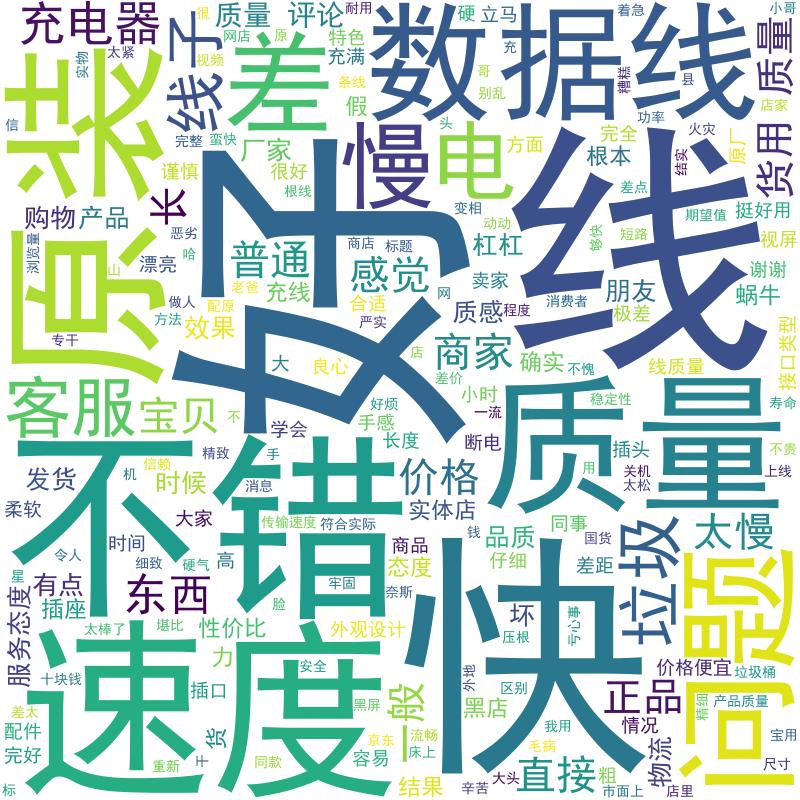 充电器
太紧
很
网店
质量
评论
耐用
硬
立马
着急
小哥
原装
实物
线子
视频
差
特色
原
充满
条线
假
数据线
充
哥
别乱
糟糕
县
质量
信
完整
蛮快
厂家
慢
头
电
方面
完全
功率
火灾
店家
谨慎
很好
根本
结实
原厂
货用
购物
产品
长
根线
好
变相
差点
期望值
挺好用
线
浏览量
恶劣
哈
普通
商店
标题
动动
杠杠
够快
短路
视屏
山
漂亮
感觉
卖家
谢谢
做人
老爸
充线
网
消费者
朋友
蜗牛
专干
方法
配原
合适
质感
程度
极差
效果
严实
大
良心
店
商家
确实
不愧
线质量
接口类型
客服
宝贝
不
好烦
差价
小时
稳定性
寿命
学会
手感
一流
长度
断电
插头
用
不贵
不错
精致
手
质量
关机
上线
太松
发货
信赖
机
时候
消息
价格
柔软
大家
传输速度
符合实际
实体店
钱
同事
国货
太慢
令人
时间
细致
硬气
高
商品
品质
仔细
差距
垃圾
星
有点
东西
牢固
态度
奈斯
快
坏
问题
服务态度
插座
脸
压根
亏心事
太棒了
堪比
性价比
外观设计
速度
力
安全
外地
区别
价格便宜
垃圾桶
十块钱
插口
黑屏
一般
黑店
正品
精细
产品质量
差太
配件
货
京东
流畅
我用
情况
宝用
完好
干
容易
床上
毛病
物流
标
重新
同款
结果
辛苦
大头
直接
粗
市面上
店里
尺寸